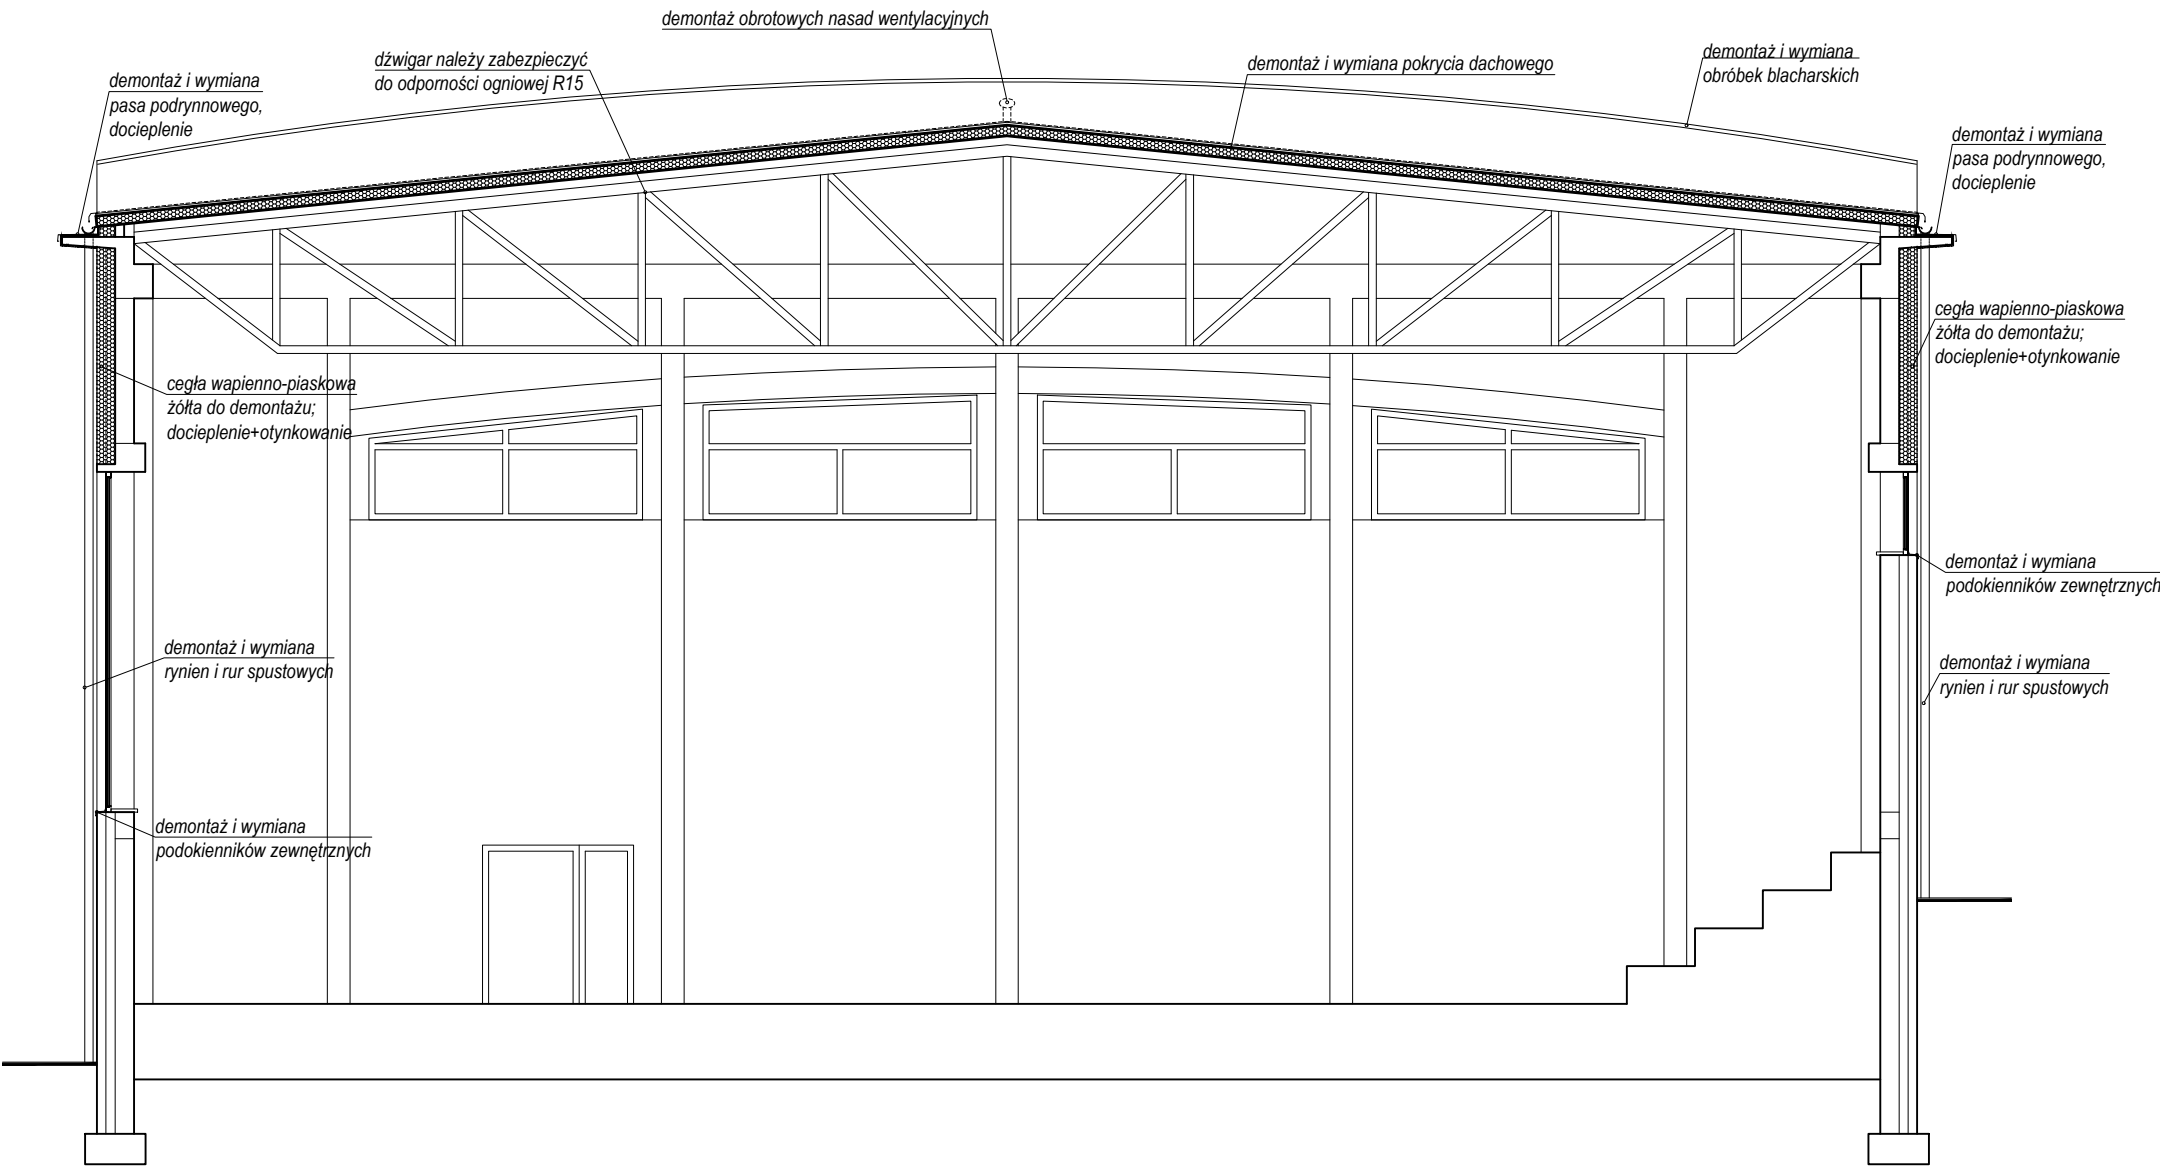 demontaż obrotowych nasad wentylacyjnych
dźwigar należy zabezpieczyć
do odporności ogniowej R15
demontaż i wymiana pokrycia dachowego
demontaż i wymiana
obróbek blacharskich
demontaż i wymiana
pasa podrynnowego,
docieplenie
demontaż i wymiana
pasa podrynnowego,
docieplenie
cegła wapienno-piaskowa
żółta do demontażu;
docieplenie+otynkowanie
cegła wapienno-piaskowa
żółta do demontażu;
docieplenie+otynkowanie
demontaż i wymiana
podokienników zewnętrznych
demontaż i wymiana
rynien i rur spustowych
demontaż i wymiana
rynien i rur spustowych
demontaż i wymiana
podokienników zewnętrznych